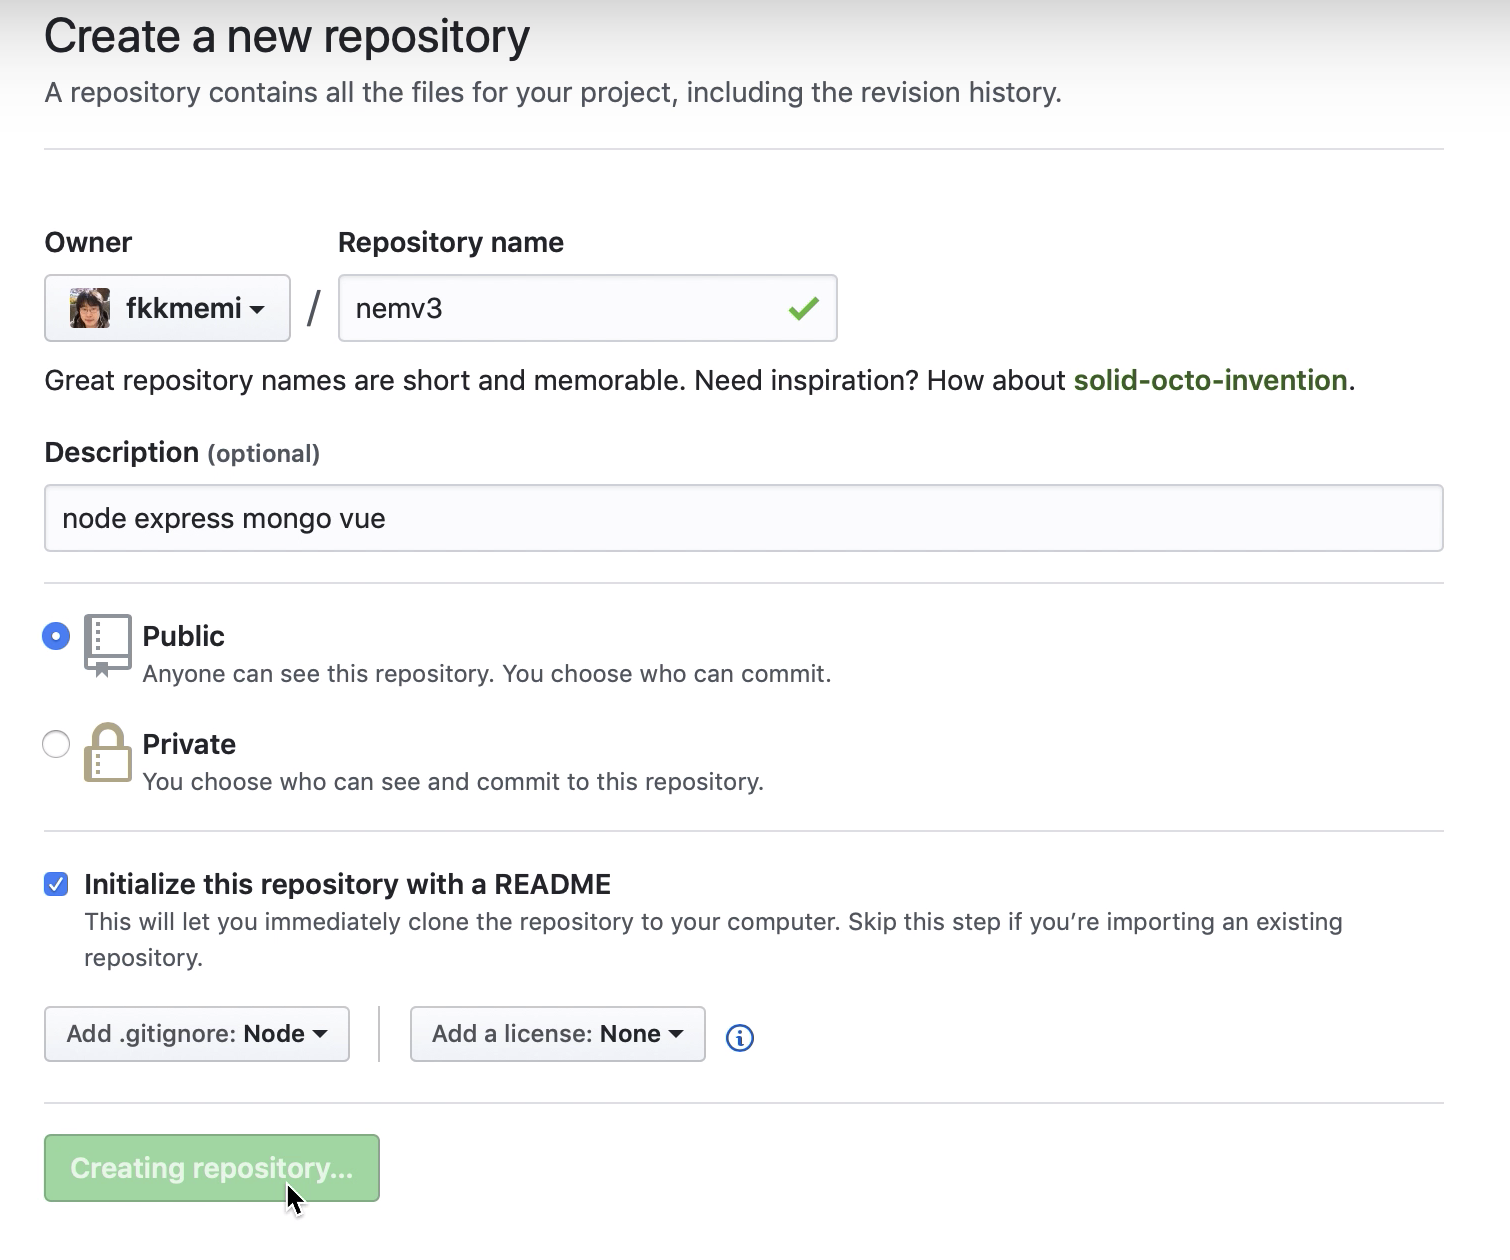 Create a new repository
A repository contains all the files for your project, including the revision history.
Owner
Repository name
fkkmemi / nemv3
Great repository names are short and memorable. Need inspiration? How about solid-octo-invention.
Description (optional)
node express mongo vue
Public
Anyone can see this repository. You choose who can commit.
Private
You choose who can see and commit to this repository.
Initialize this repository with a README
This will let you immediately clone the repository to your computer. Skip this step if you’re importing an existing
repository.
Add .gitignore: Node
Add a license: None
Creating repository...